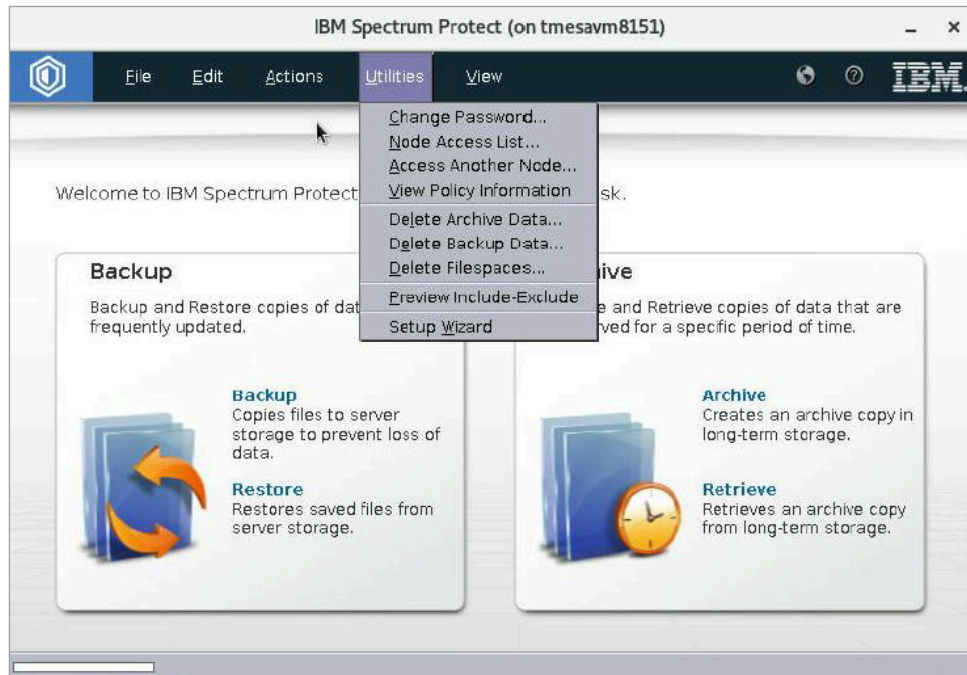 IBM Spectrum Protect (on tmesavm8151)
File Edit Actions Utilities View
IBM
Change Password...
Node Access List...
Access Another Node...
View Policy Information
Delete Archive Data...
Delete Backup Data...
Delete Filespaces...
Preview Include-Exclude
Setup Wizard
Welcome to IBM Spectrum Protect
sk.
Backup
Backup and Restore copies of dat
frequently updated.
Backup
Copies files to server
storage to prevent loss of
data.
Restore
Restores saved files from
server storage.
ive
e and Retrieve copies of data that are
ved for a specific period of time.
Archive
Creates an archive copy in
long-term storage.
Retrieve
Retrieves an archive copy
from long-term storage.